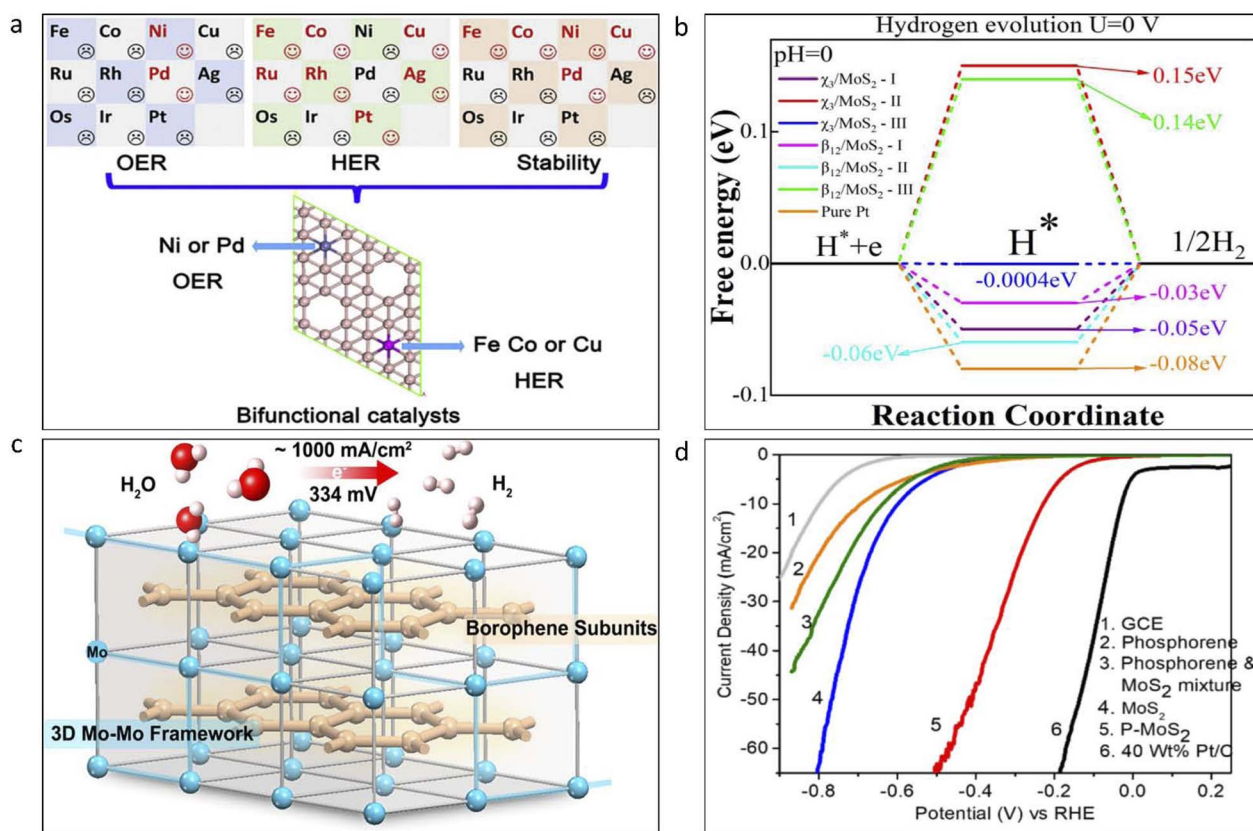 a
Fe Co Ni Cu
Ru Rh Pd Ag
Os Ir Pt
OER
Fe Co Ni Cu
Ru Rh Pd Ag
Os Ir Pt
HER
Fe Co Ni Cu
Ru Rh Pd Ag
Os Ir Pt
Stability
Ni or Pd
OER
Fe Co or Cu
HER
Bifunctional catalysts
b
Hydrogen evolution U=0 V
pH=0
χ₃/MoS₂ - I
χ₃/MoS₂ - II
χ₃/MoS₂ - III
β₁₂/MoS₂ - I
β₁₂/MoS₂ - II
β₁₂/MoS₂ - III
Pure Pt
0.15eV
0.14eV
H*+e
H*
1/2H₂
-0.0004eV
-0.03eV
-0.05eV
-0.06eV
-0.08eV
0.1
0.0
-0.1
Free energy (eV)
Reaction Coordinate
c
~ 1000 mA/cm²
H₂O
e⁻
H₂
334 mV
Borophene Subunits
Mo
3D Mo-Mo Framework
d
0
-10
-20
-30
-40
-50
-60
Current Density (mA/cm²)
1
2
3
4
5
6
1. GCE
2. Phosphorene
3. Phosphorene &
MoS₂ mixture
4. MoS₂
5. P-MoS₂
6. 40 Wt% Pt/C
-0.8 -0.6 -0.4 -0.2 0.0 0.2
Potential (V) vs RHE